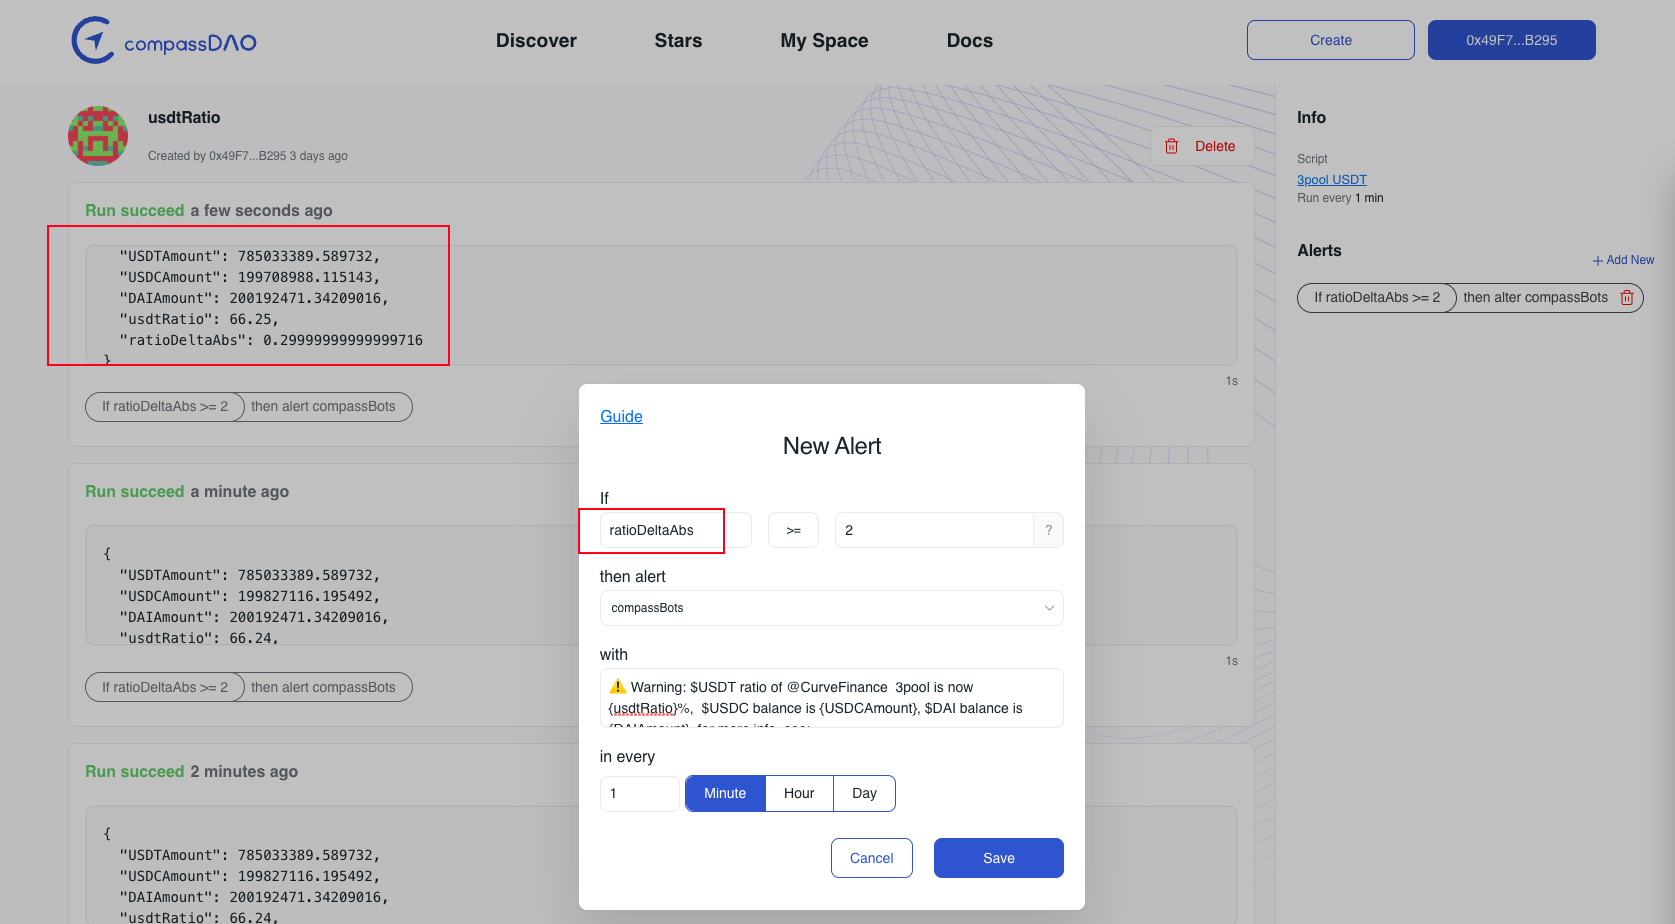 compassDAO
Discover
Stars
My Space
Docs
Create
0x49F7...B295
usdtRatio
Created by 0x49F7...B295 3 days ago
Delete
Run succeed a few seconds ago
"USDTAmount": 785033389.589732,
"USDCAmount": 199708988.115143,
"DAIAmount": 200192471.34209016,
"usdtRatio": 66.25,
"ratioDeltaAbs": 0.29999999999999716
}
1s
If ratioDeltaAbs >= 2 then alert compassBots
Run succeed a minute ago
{
"USDTAmount": 785033389.589732,
"USDCAmount": 199827116.195492,
"DAIAmount": 200192471.34209016,
"usdtRatio": 66.24,
1s
If ratioDeltaAbs >= 2 then alert compassBots
Run succeed 2 minutes ago
{
"USDTAmount": 785033389.589732,
"USDCAmount": 199827116.195492,
"DAIAmount": 200192471.34209016,
"usdtRatio": 66.24,
Info
Script
3pool USDT
Run every 1 min
Alerts
+ Add New
If ratioDeltaAbs >= 2 then alter compassBots
Guide
New Alert
If
ratioDeltaAbs >= 2 ?
then alert
compassBots
with
⚠️ Warning: $USDT ratio of @CurveFinance 3pool is now
{usdtRatio}%, $USDC balance is {USDCAmount}, $DAI balance is
{DAIAmount}, for more info, see:
in every
1 Minute Hour Day
Cancel
Save